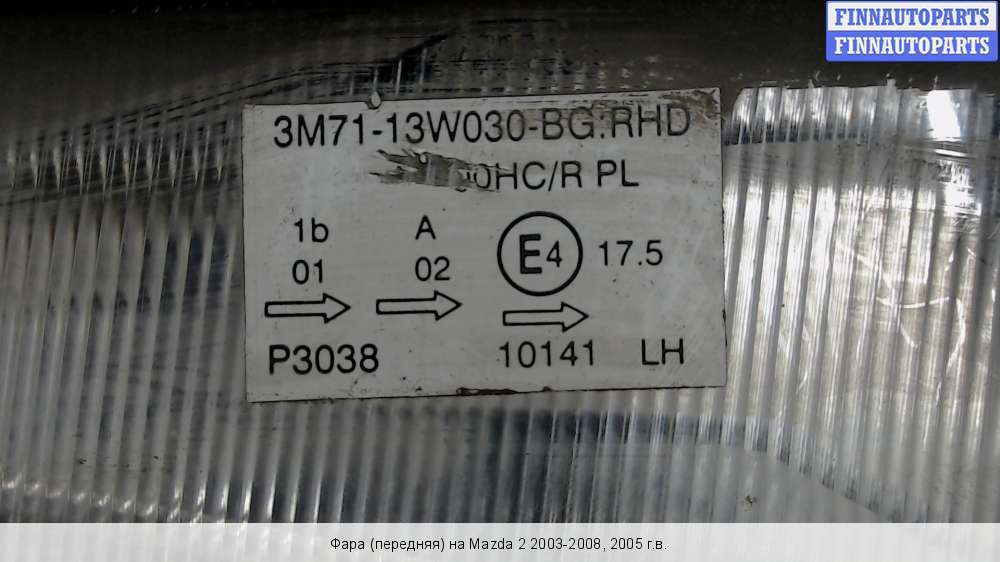 FINNAUTOPARTS
FINNAUTOPARTS
3M71-13W030-BG:RHD
0HC/R PL
1b A
01 02
E4 17.5
P3038 10141 LH
Фара (передняя) на Mazda 2 2003-2008, 2005 г.в.